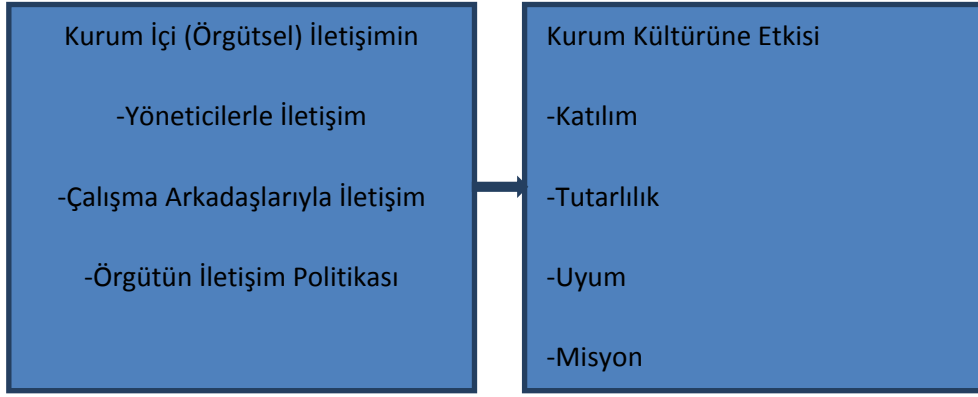 Kurum İçi (Örgütsel) İletişimin
-Yöneticilerle İletişim
-Çalışma Arkadaşlarıyla İletişim
-Örgütün İletişim Politikası
Kurum Kültürüne Etkisi
-Katılım
-Tutarlılık
-Uyum
-Misyon